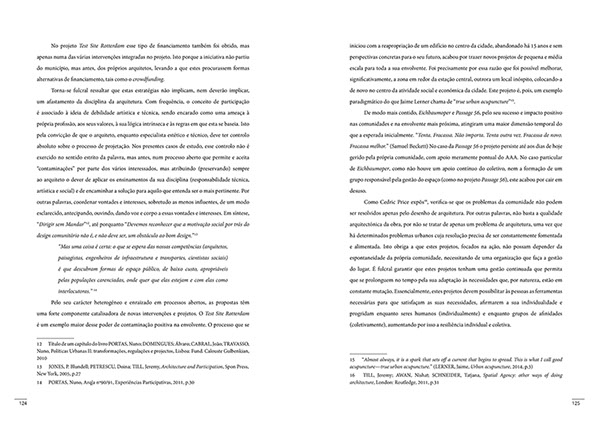 No projeto Test Site Rotterdam esse tipo de financiamento também foi obtido, mas
apenas numa das várias intervenções integradas no projeto. Isto porque a iniciativa não partiu
do município, mas antes, dos próprios arquitetos, levando a que estes procurassem formas
alternativas de financiamento, tais como o crowdfunding.
Torna-se fulcral ressaltar que estas estratégias não implicam, nem deverão implicar,
um afastamento da disciplina da arquitetura. Com frequência, o conceito de participação
é associado à ideia de debilidade artística e técnica, sendo encarado como uma ameaça à
própria profissão, aos seus valores, à sua lógica intrínseca e às regras em que esta se baseia. Isto
pela convicção de que o arquiteto, enquanto especialista estético e técnico, deve ter controlo
absoluto sobre o processo de projetação. Nos presentes casos de estudo, esse controlo não é
exercido no sentido estrito da palavra, mas antes, num processo aberto que permite e aceita
"contaminações" por parte dos vários interessados, mas atribuindo (preservando) sempre
ao arquiteto o dever de aplicar os ensinamentos da sua disciplina (responsabilidade técnica,
artística e social) e de encaminhar a solução para aquilo que entenda ser o mais pertinente. Por
outras palavras, coordenar vontades e interesses, sobretudo as menos influentes, de um modo
esclarecido, antecipando, ouvindo, dando voz e corpo a essas vontades e interesses. Em síntese,
"Dirigir sem Mandar"¹², até porquanto "Devemos reconhecer que a motivação social por trás do
design comunitário não é, e não deve ser, um obstáculo ao bom design."¹³
"Mas uma coisa é certa: o que se espera das nossas competências (arquitetos,
paisagistas, engenheiros de infraestrutura e transportes, cientistas sociais)
é que descubram formas de espaço público, de baixo custo, apropriáveis
pelas populações carenciadas, onde quer que elas estejam e com elas como
interlocutores." ¹⁴
Pelo seu carácter heterogéneo e enraizado em processos abertos, as propostas têm
uma forte componente catalisadora de novas intervenções e projetos. O Test Site Rotterdam
é um exemplo maior desse poder de contaminação positiva na envolvente. O processo que se
12 Título de um capítulo do livro PORTAS, Nuno; DOMINGUES, Álvaro; CABRAL, João; TRAVASSO,
Nuno, Políticas Urbanas II: transformações, regulações e projectos, Lisboa: Fund. Calouste Gulbenkian,
2010
13 JONES, P. Blundell; PETRESCU, Doina; TILL, Jeremy, Architecture and Participation, Spon Press,
New York, 2005, p.27
14 PORTAS, Nuno, Arq/a nº90/91, Experiências Participativas, 2011, p.30
124
iniciou com a reapropriação de um edifício no centro da cidade, abandonado há 15 anos e sem
perspectivas concretas para o seu futuro, acabou por trazer novos projetos de pequena e média
escala para toda a sua envolvente. Foi precisamente por essa razão que foi possível melhorar,
significativamente, a zona em redor da estação central, outrora um local inóspito, colocando-a
de novo no centro da atividade social e económica da cidade. Este projeto é, pois, um exemplo
paradigmático do que Jaime Lerner chama de "true urban acupuncture"¹⁵.
De modo mais contido, Eichbaumoper e Passage 56, pelo seu sucesso e impacto positivo
nas comunidades e na envolvente mais próxima, atingiram uma maior dimensão temporal do
que a esperada inicialmente. "Tenta. Fracassa. Não importa. Tenta outra vez. Fracassa de novo.
Fracassa melhor." (Samuel Beckett) No caso da Passage 56 o projeto persiste até aos dias de hoje
gerido pela própria comunidade, com apoio meramente pontual do AAA. No caso particular
de Eichbaumoper, como não houve um apoio contínuo do coletivo, nem a formação de um
grupo responsável pela gestão do espaço (como no projeto Passage 56), este acabou por cair em
desuso.
Como Cedric Price expôs¹⁶, verifica-se que os problemas da comunidade não podem
ser resolvidos apenas pelo desenho de arquitetura. Por outras palavras, não basta a qualidade
arquitectónica da obra, por não se tratar de apenas um problema de arquitetura, uma vez que
há determinados problemas urbanos cuja resolução precisa de ser constantemente fomentada
e alimentada. Isto obriga a que estes projetos, focados na ação, não possam depender da
espontaneidade da própria comunidade, necessitando de uma organização que faça a gestão
do lugar. É fulcral garantir que estes projetos tenham uma gestão continuada que permita
que se prolonguem no tempo pela sua adaptação às necessidades que, por natureza, estão em
constante mutação. Essencialmente, estes projetos devem possibilitar às pessoas as ferramentas
necessárias para que satisfaçam as suas necessidades, afirmarem a sua individualidade e
progridam enquanto seres humanos (individualmente) e enquanto grupos de afinidades
(coletivamente), aumentando por isso a resiliência individual e coletiva.
15 "Almost always, it is a spark that sets off a current that begins to spread. This is what I call good
acupuncture—true urban acupuncture." (LERNER, Jaime, Urban acupuncture, 2014, p.3)
16 TILL, Jeremy; AWAN, Nishat; SCHNEIDER, Tatjana, Spatial Agency: other ways of doing
architecture, London: Routledge, 2011, p.31
125